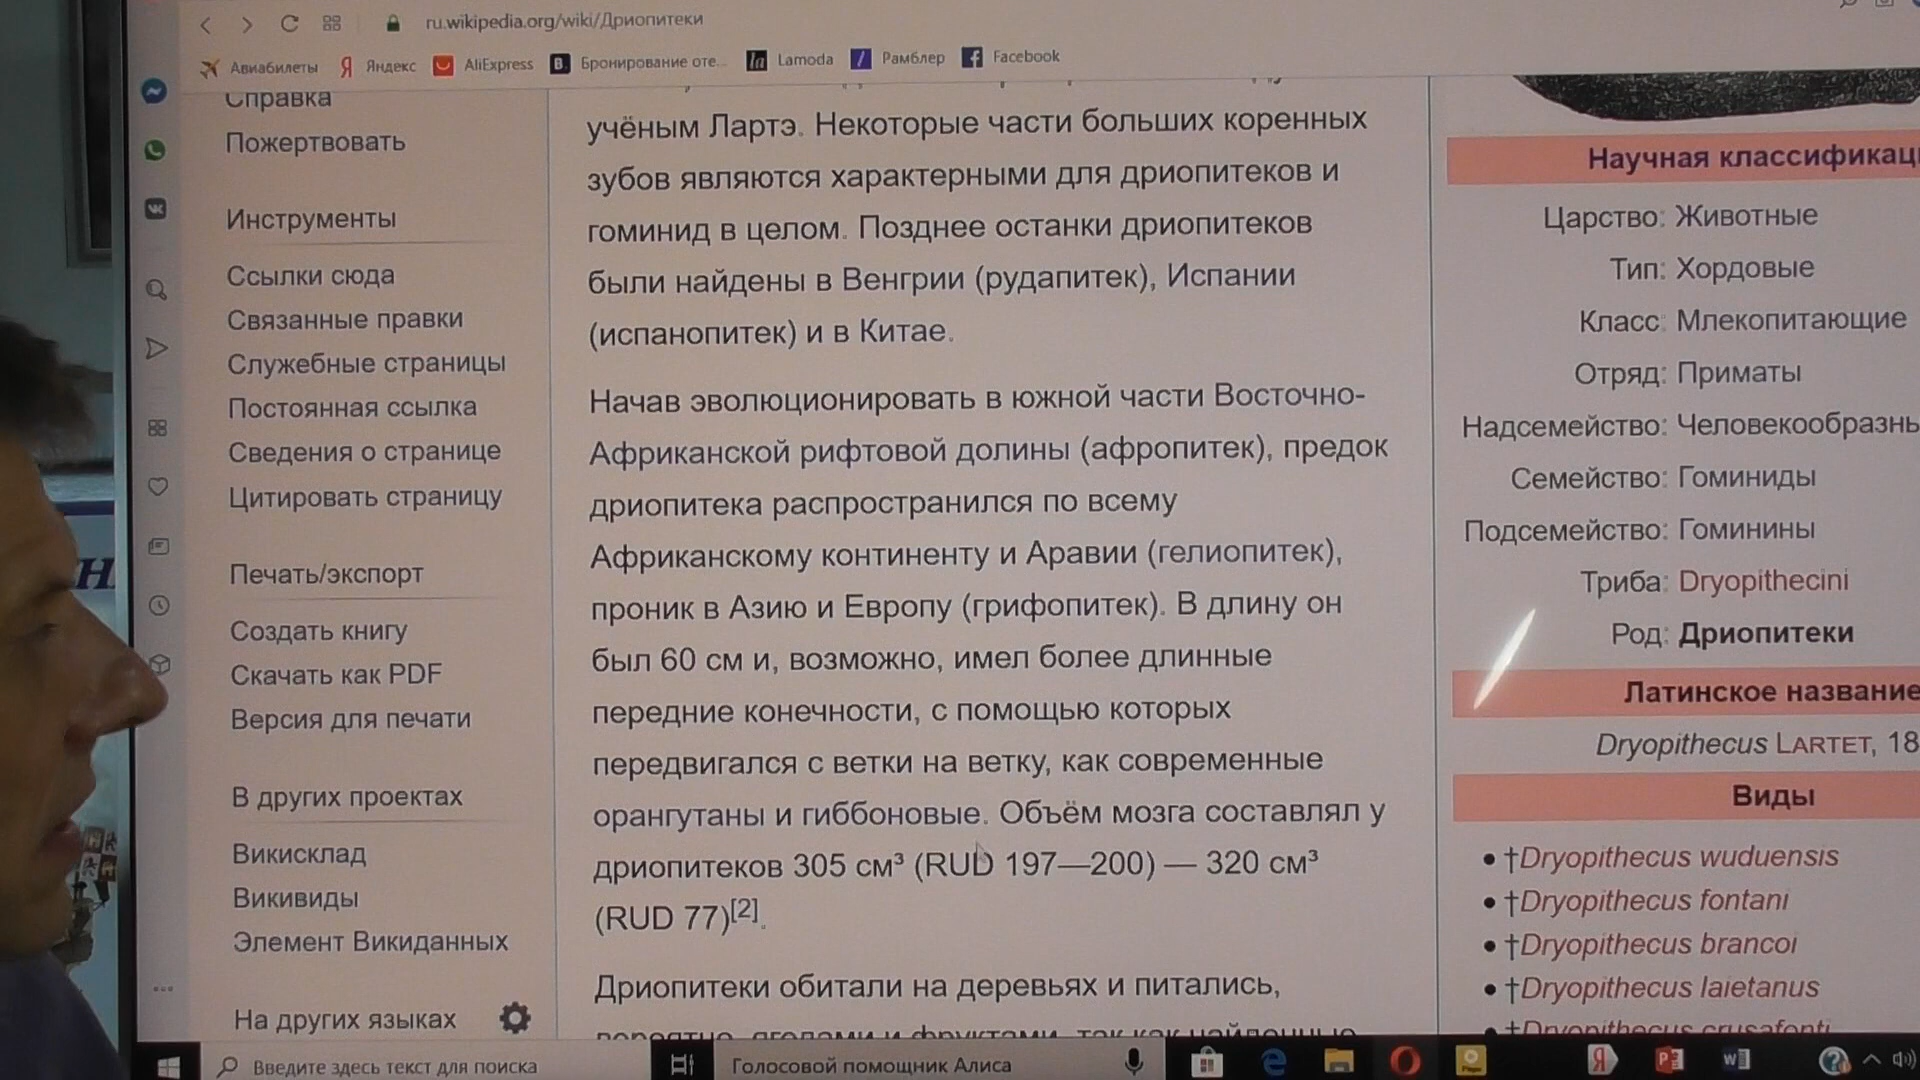 ru.wikipedia.org/wiki/Дриопитеки
Авиабилеты Яндекс AliExpress Бронирование оте... Lamoda Рамблер Facebook
Справка
Пожертвовать
Инструменты
Ссылки сюда
Связанные правки
Служебные страницы
Постоянная ссылка
Сведения о странице
Цитировать страницу
Печать/экспорт
Создать книгу
Скачать как PDF
Версия для печати
В других проектах
Викисклад
Викивиды
Элемент Викиданных
На других языках
учёным Лартэ. Некоторые части больших коренных
зубов являются характерными для дриопитеков и
гоминид в целом. Позднее останки дриопитеков
были найдены в Венгрии (рудапитек), Испании
(испанопитек) и в Китае.
Начав эволюционировать в южной части Восточно-
Африканской рифтовой долины (афропитек), предок
дриопитека распространился по всему
Африканскому континенту и Аравии (гелиопитек),
проник в Азию и Европу (грифопитек). В длину он
был 60 см и, возможно, имел более длинные
передние конечности, с помощью которых
передвигался с ветки на ветку, как современные
орангутаны и гиббоновые. Объём мозга составлял у
дриопитеков 305 см³ (RUD 197—200) — 320 см³
(RUD 77)[2].
Дриопитеки обитали на деревьях и питались,
вероятно, ягодами и фруктами, так как найденные
Научная классификац
Царство: Животные
Тип: Хордовые
Класс: Млекопитающие
Отряд: Приматы
Надсемейство: Человекообразны
Семейство: Гоминиды
Подсемейство: Гоминины
Триба: Dryopithecini
Род: Дриопитеки
Латинское название
Dryopithecus LARTET, 18
Виды
• †Dryopithecus wuduensis
• †Dryopithecus fontani
• †Dryopithecus brancoi
• †Dryopithecus laietanus
• †Dryopithecus crusafonti
Введите здесь текст для поиска
Голосовой помощник Алиса